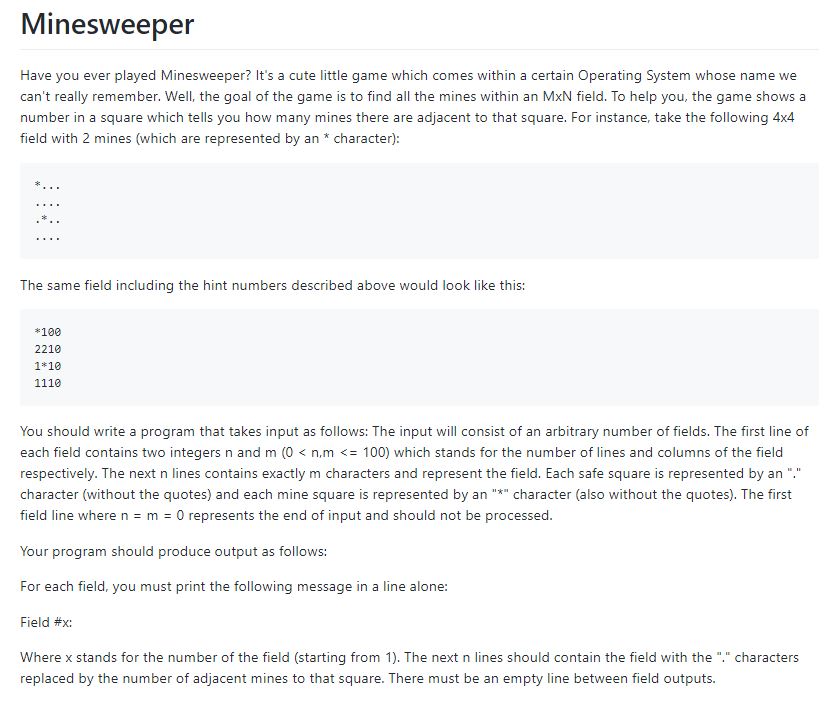 Minesweeper
Have you ever played Minesweeper? It's a cute little game which comes within a certain Operating System whose name we
can't really remember. Well, the goal of the game is to find all the mines within an MxN field. To help you, the game shows a
number in a square which tells you how many mines there are adjacent to that square. For instance, take the following 4x4
field with 2 mines (which are represented by an * character):
*...
....
.*..
....
The same field including the hint numbers described above would look like this:
*100
2210
1*10
1110
You should write a program that takes input as follows: The input will consist of an arbitrary number of fields. The first line of
each field contains two integers n and m (0 < n,m <= 100) which stands for the number of lines and columns of the field
respectively. The next n lines contains exactly m characters and represent the field. Each safe square is represented by an "."
character (without the quotes) and each mine square is represented by an "*" character (also without the quotes). The first
field line where n = m = 0 represents the end of input and should not be processed.
Your program should produce output as follows:
For each field, you must print the following message in a line alone:
Field #x:
Where x stands for the number of the field (starting from 1). The next n lines should contain the field with the "." characters
replaced by the number of adjacent mines to that square. There must be an empty line between field outputs.